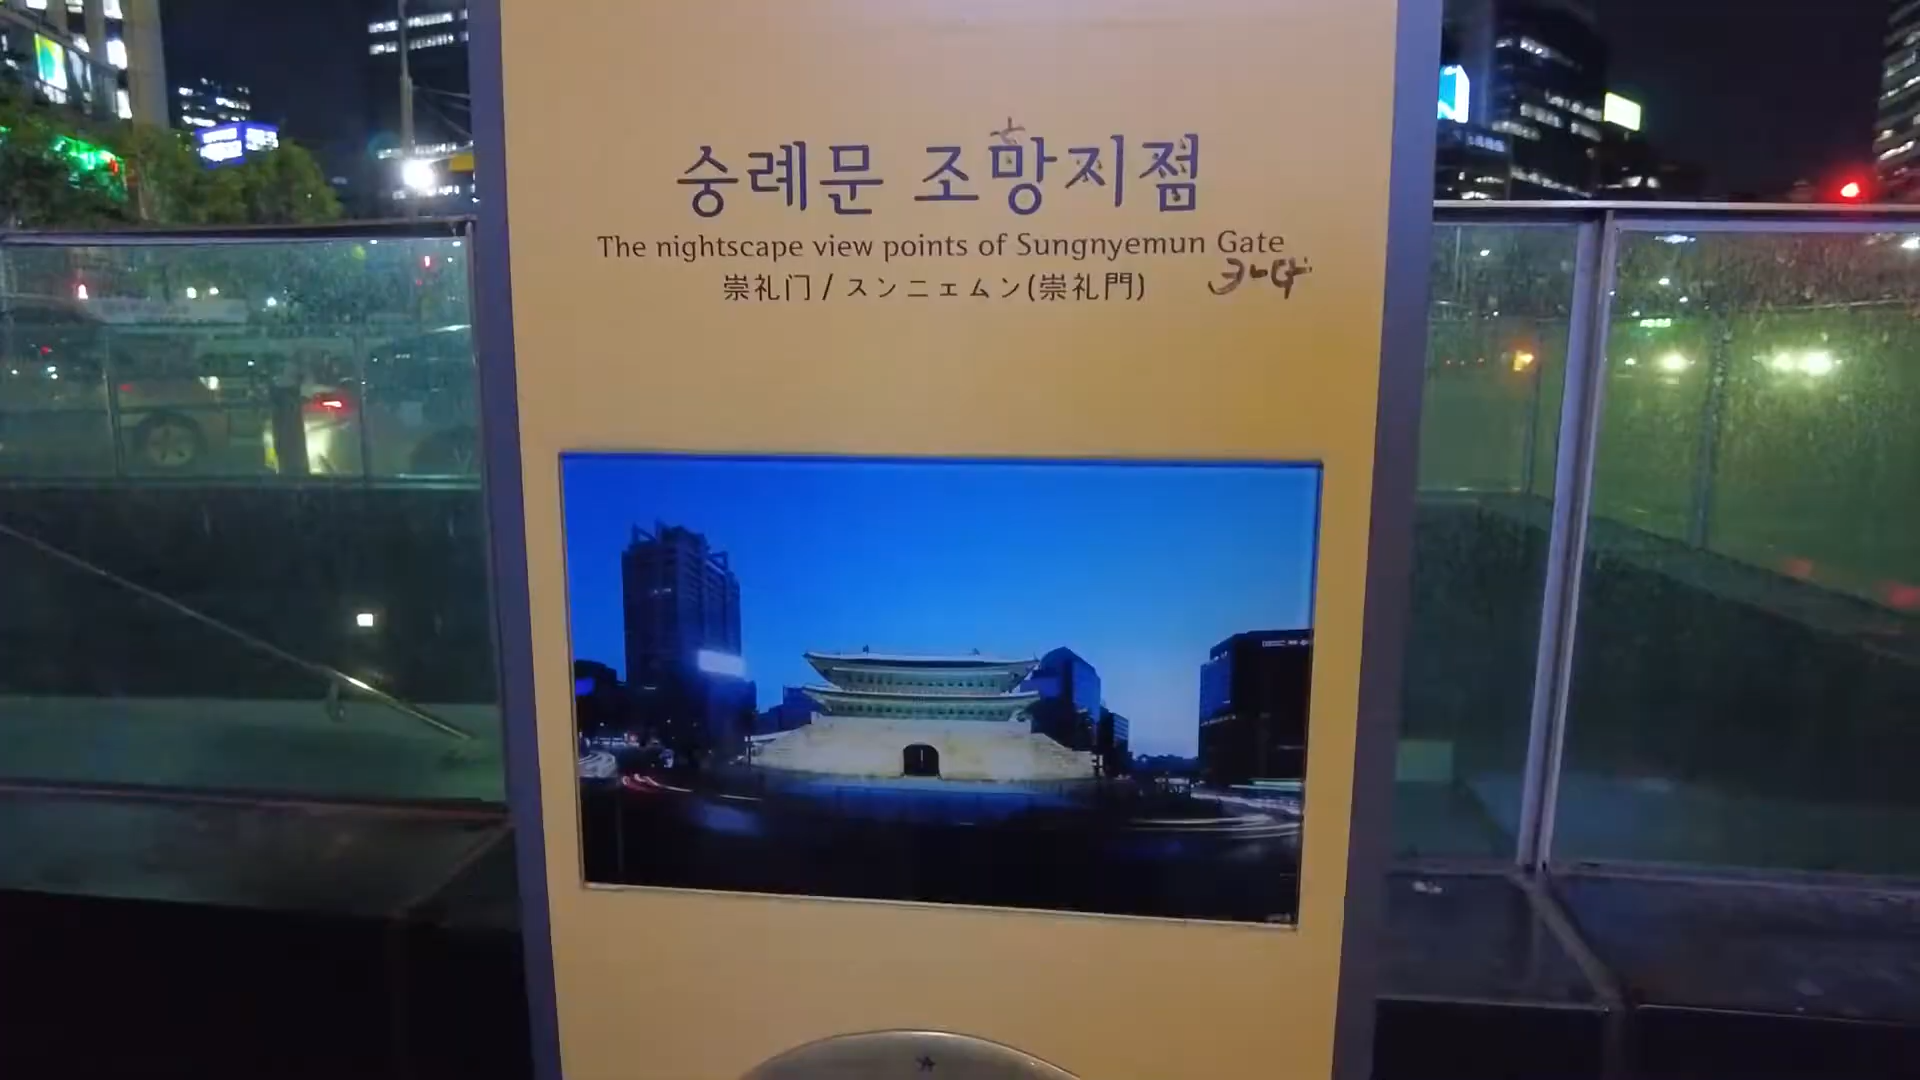 숭례문 조망지점
The nightscape view points of Sungnyemun Gate
崇礼门 / スンニェムン(崇礼門)